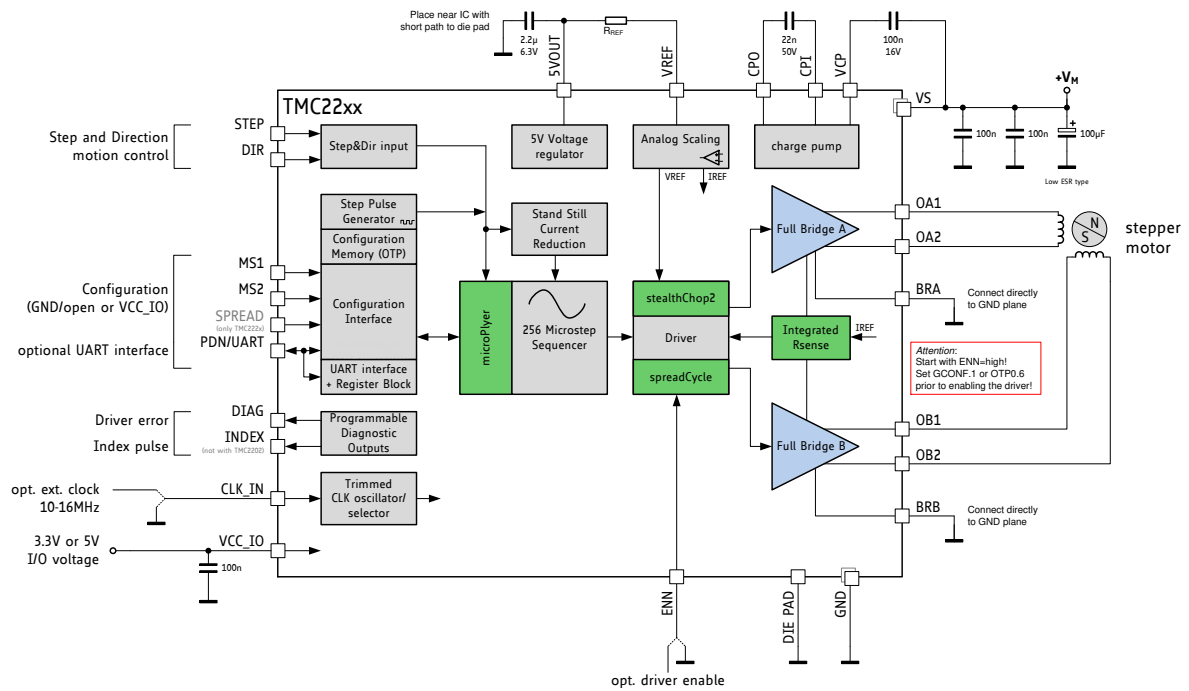 Place near IC with
short path to die pad
2.2µ
6.3V
5VOUT
RREF
VREF
CPO
22n
50V
CPI
VCP
100n
16V
+VM
VS
100n
100n
+
100µF
Low ESR type
TMC22xx
Step and Direction
motion control
STEP
DIR
Step&Dir input
5V Voltage
regulator
Analog Scaling
VREF
IREF
charge pump
Step Pulse
Generator
Configuration
Memory (OTP)
Stand Still
Current
Reduction
Full Bridge A
OA1
OA2
N
S
stepper
motor
Configuration
(GND/open or VCC_IO)
optional UART interface
MS1
MS2
SPREAD
(only TMC222x)
PDN/UART
Configuration
Interface
UART interface
+ Register Block
microPlyer
256 Microstep
Sequencer
stealthChop2
Driver
spreadCycle
Integrated
Rsense
IREF
BRA
Connect directly
to GND plane
Attention:
Start with ENN=high!
Set GCONF.1 or OTP0.6
prior to enabling the driver!
Driver error
Index pulse
DIAG
INDEX
(not with TMC2202)
Programmable
Diagnostic
Outputs
Full Bridge B
OB1
OB2
opt. ext. clock
10-16MHz
CLK_IN
Trimmed
CLK oscillator/
selector
BRB
Connect directly
to GND plane
3.3V or 5V
I/O voltage
VCC_IO
100n
ENN
DIE PAD
GND
opt. driver enable